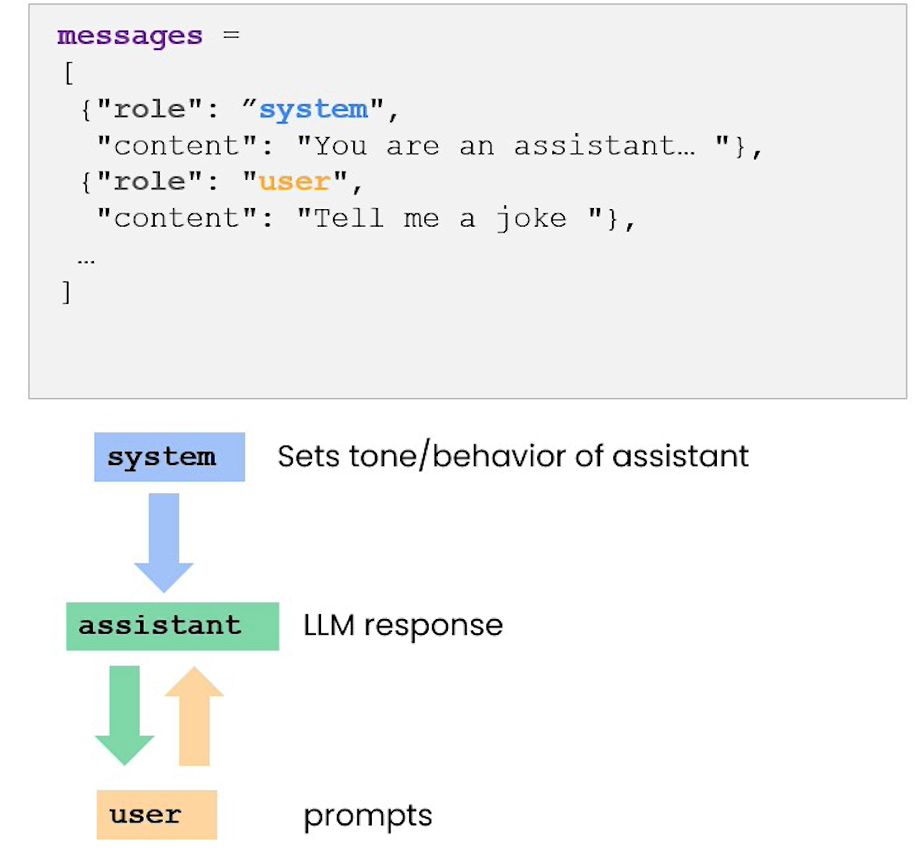 messages =
[
{"role": ”system",
"content": "You are an assistant… "},
{"role": "user",
"content": "Tell me a joke "},
…
]
system Sets tone/behavior of assistant
assistant LLM response
user prompts